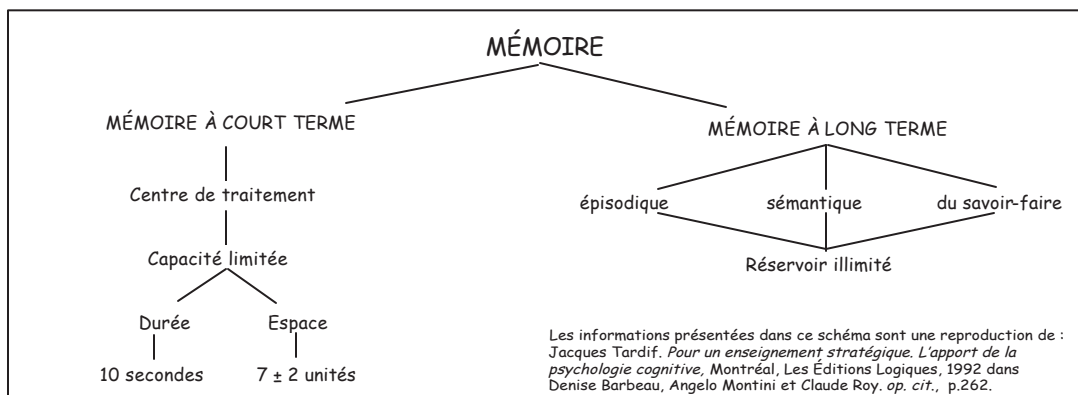 MÉMOIRE
MÉMOIRE À COURT TERME
MÉMOIRE À LONG TERME
Centre de traitement
épisodique sémantique du savoir-faire
Capacité limitée
Réservoir illimité
Durée Espace
10 secondes 7 ± 2 unités
Les informations présentées dans ce schéma sont une reproduction de :
Jacques Tardif. Pour un enseignement stratégique. L'apport de la
psychologie cognitive, Montréal, Les Éditions Logiques, 1992 dans
Denise Barbeau, Angelo Montini et Claude Roy. op. cit., p.262.